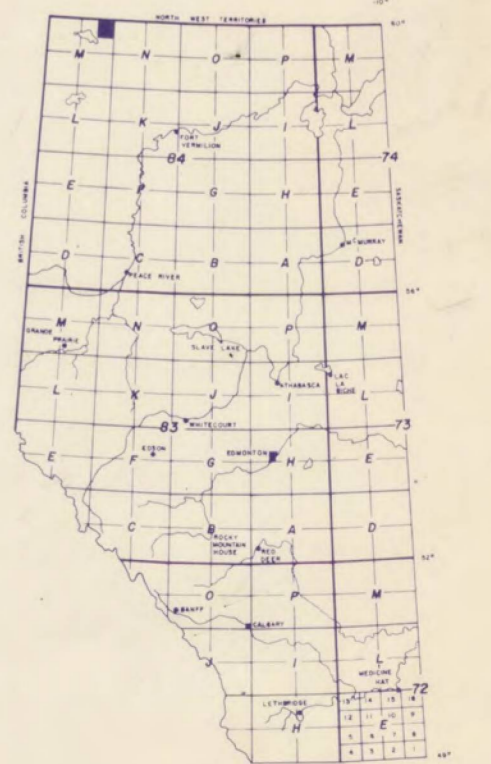 110°
NORTH WEST TERRITORIES
60°
M N O P M
L K J I L
FORT VERMILION
84 74
E F G H E
BRITISH COLUMBIA
SASKATCHEWAN
McMURRAY
D C B A D
PEACE RIVER
56°
M N O P M
GRANDE PRAIRIE
SLAVE LAKE
ATHABASCA
LAC LA BICHE
L K J I L
WHITECOURT
83 73
E F G H E
EDSON
EDMONTON
C B A D
ROCKY MOUNTAIN HOUSE
RED DEER
52°
O P M
BANFF
CALGARY
J I L
MEDICINE HAT
72
LETHBRIDGE
H E
13 14 15 16
12 11 10 9
5 6 7 8
4 3 2 1
49°